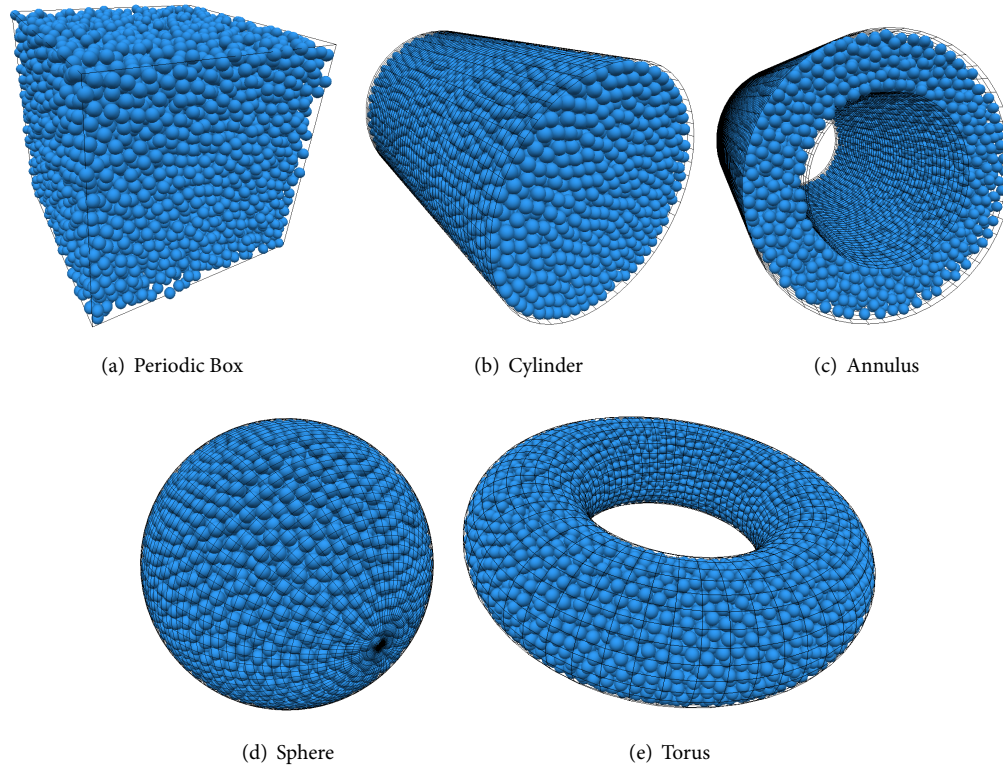 (a) Periodic Box
(b) Cylinder
(c) Annulus
(d) Sphere
(e) Torus